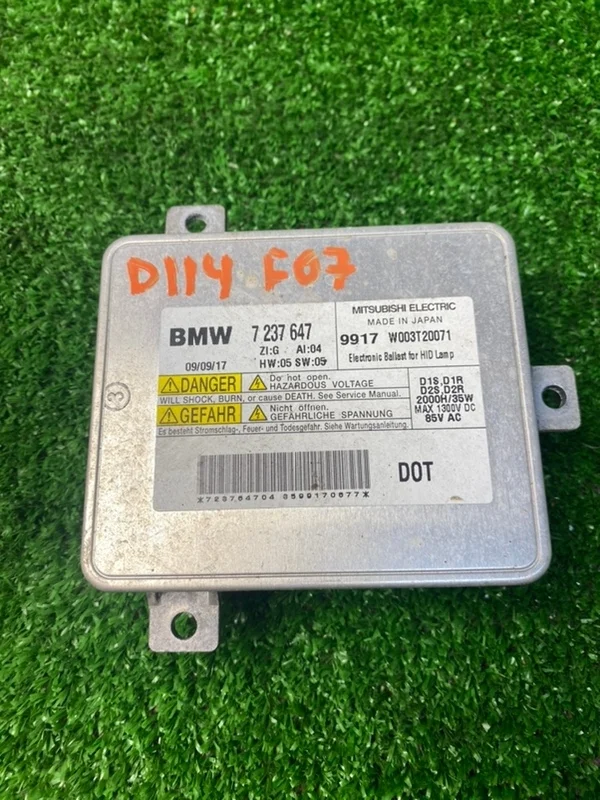 D114 F07
BMW 7 237 647
ZI:G AI:04
09/09/17 HW:05 SW:05
MITSUBISHI ELECTRIC
MADE IN JAPAN
9917 W003T20071
Electronic Ballast for HID Lamp
DANGER Do not open.
HAZARDOUS VOLTAGE
WILL SHOCK, BURN, or cause DEATH. See Service Manual.
GEFAHR Nicht öffnen.
GEFÄHRLICHE SPANNUNG
Es besteht Stromschlag-, Feuer- und Todesgefahr. Siehe Wartungsanleitung.
D1S,D1R
D2S,D2R
2000H/35W
MAX 1300V DC
85V AC
DOT
*723764704 0599170677*
3